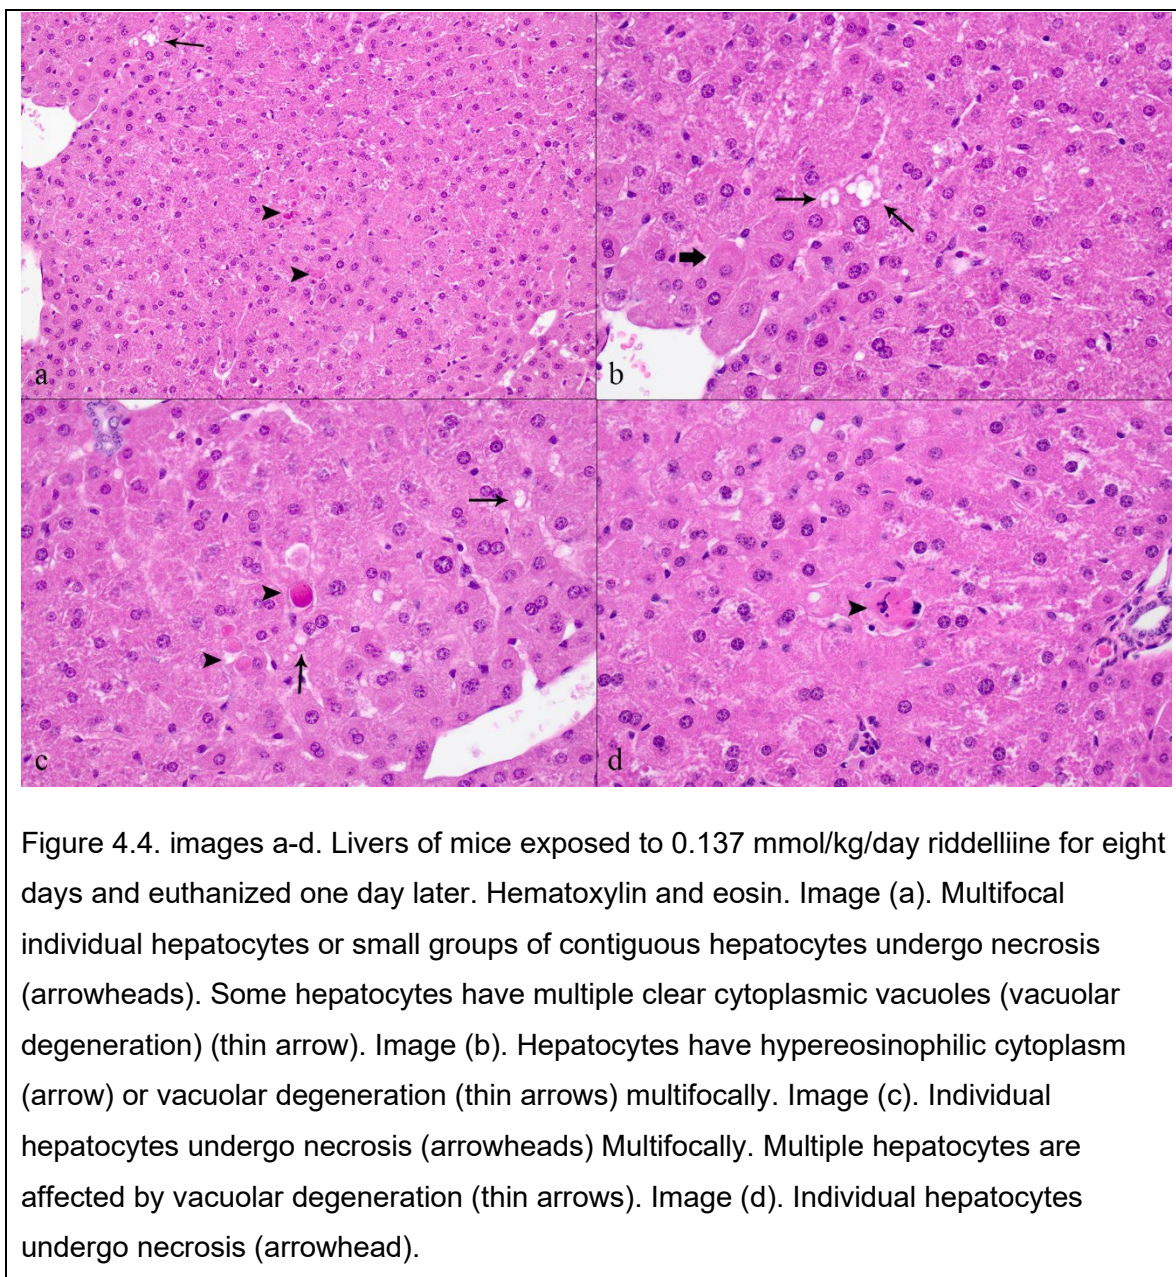 a
b
c
d
Figure 4.4. images a-d. Livers of mice exposed to 0.137 mmol/kg/day riddelliine for eight
days and euthanized one day later. Hematoxylin and eosin. Image (a). Multifocal
individual hepatocytes or small groups of contiguous hepatocytes undergo necrosis
(arrowheads). Some hepatocytes have multiple clear cytoplasmic vacuoles (vacuolar
degeneration) (thin arrow). Image (b). Hepatocytes have hypereosinophilic cytoplasm
(arrow) or vacuolar degeneration (thin arrows) multifocally. Image (c). Individual
hepatocytes undergo necrosis (arrowheads) Multifocally. Multiple hepatocytes are
affected by vacuolar degeneration (thin arrows). Image (d). Individual hepatocytes
undergo necrosis (arrowhead).